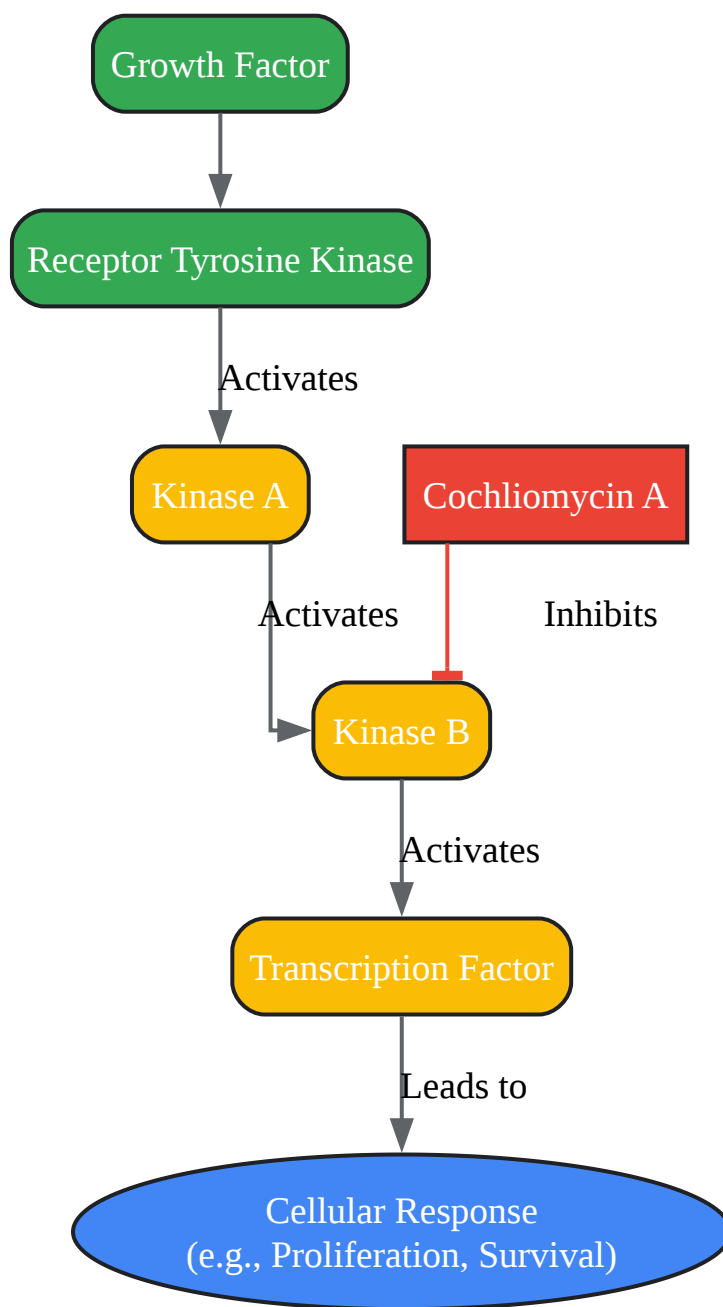 Growth Factor
Receptor Tyrosine Kinase
Activates
Kinase A
Cochliomycin A
Activates
Inhibits
Kinase B
Activates
Transcription Factor
Leads to
Cellular Response
(e.g., Proliferation, Survival)